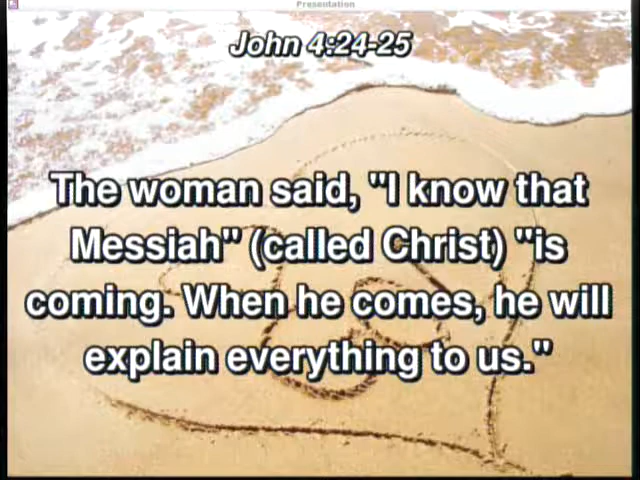 Presentation
John 4:24-25
The woman said, "I know that
Messiah" (called Christ) "is
coming. When he comes, he will
explain everything to us."